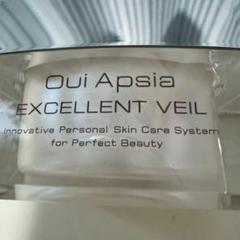 Oui Apsia
EXCELLENT VEIL
Innovative Personal Skin Care System
for Perfect Beauty